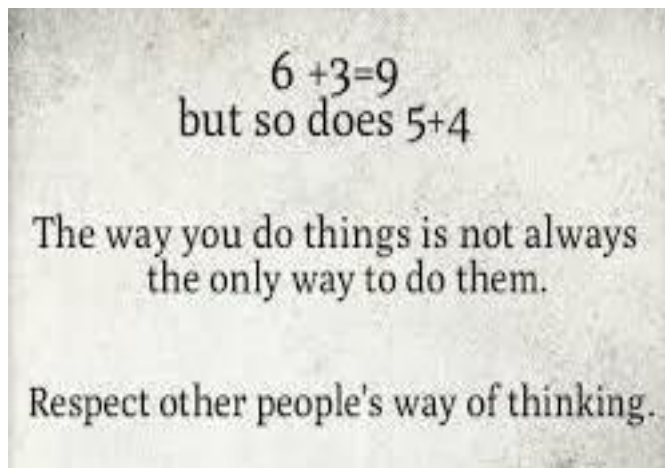 6 +3=9
but so does 5+4
The way you do things is not always
the only way to do them.
Respect other people's way of thinking.